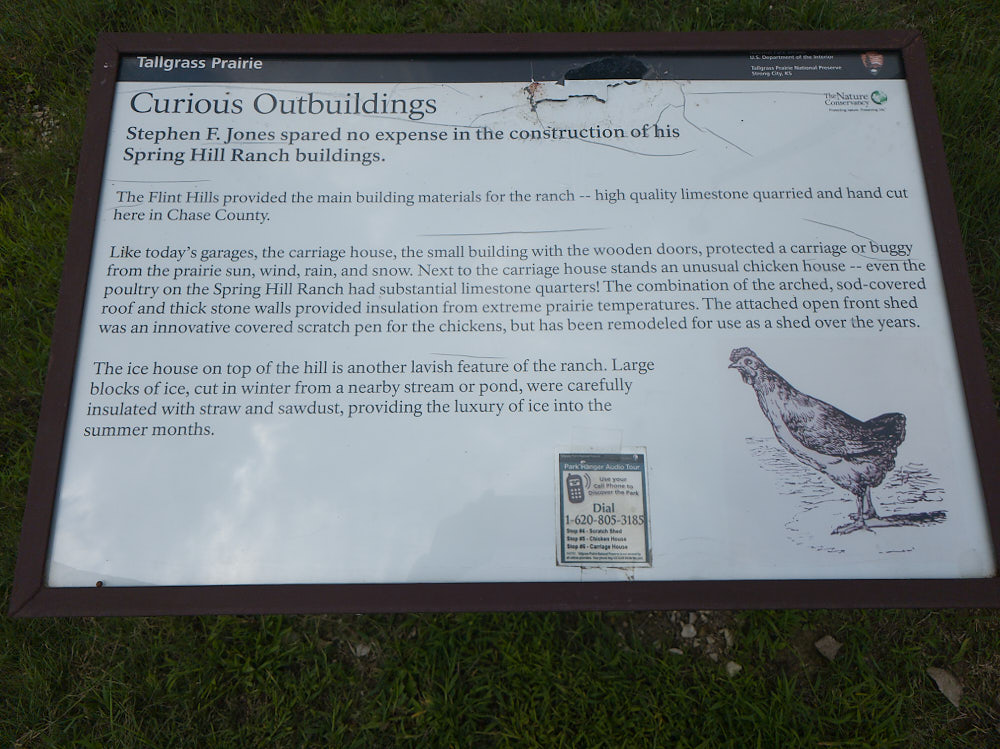 Tallgrass Prairie
U.S. Department of the Interior
Tallgrass Prairie National Preserve
Strong City, KS
The Nature
Conservancy
Protecting nature. Preserving life.
Curious Outbuildings
Stephen F. Jones spared no expense in the construction of his
Spring Hill Ranch buildings.
The Flint Hills provided the main building materials for the ranch -- high quality limestone quarried and hand cut
here in Chase County.
Like today's garages, the carriage house, the small building with the wooden doors, protected a carriage or buggy
from the prairie sun, wind, rain, and snow. Next to the carriage house stands an unusual chicken house -- even the
poultry on the Spring Hill Ranch had substantial limestone quarters! The combination of the arched, sod-covered
roof and thick stone walls provided insulation from extreme prairie temperatures. The attached open front shed
was an innovative covered scratch pen for the chickens, but has been remodeled for use as a shed over the years.
The ice house on top of the hill is another lavish feature of the ranch. Large
blocks of ice, cut in winter from a nearby stream or pond, were carefully
insulated with straw and sawdust, providing the luxury of ice into the
summer months.
Park Ranger Audio Tour
Use your
Cell Phone to
Discover the Park
Dial
1-620-805-3185
Stop #4 - Scratch Shed
Stop #5 - Chicken House
Stop #6 - Carriage House